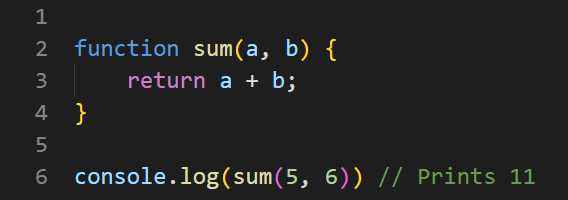 1
2 function sum(a, b) {
3     return a + b;
4 }
5
6 console.log(sum(5, 6)) // Prints 11